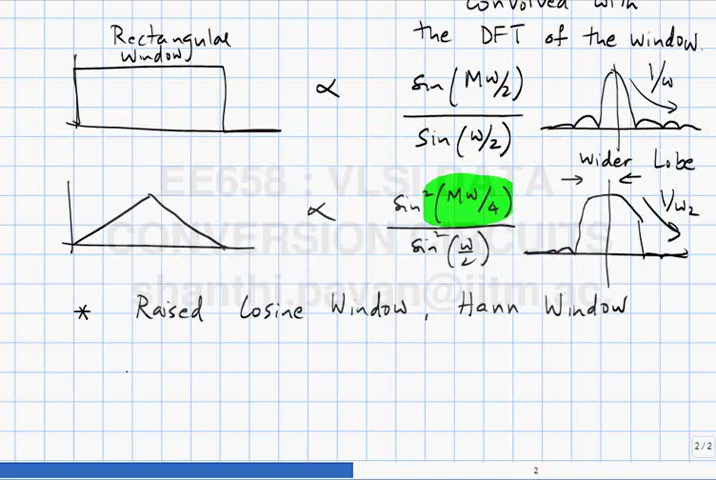 convolved with
the DFT of the window.
Rectangular
Window
∝ sin(Mω/2) / sin(ω/2) 1/ω
Wider Lobe
∝ sin²(Mω/4) / sin²(ω/2) 1/ω2
EE658 : VLSI DATA
CONVERSION CIRCUITS
shanthi.pavan@iitm.ac.
* Raised Cosine Window, Hann Window
2/2
2